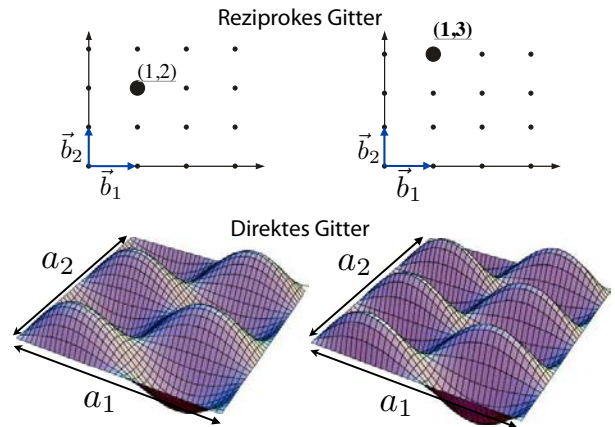 Reziprokes Gitter
(1,2)
(1,3)
b⃗2
b⃗1
b⃗2
b⃗1
Direktes Gitter
a2
a1
a2
a1